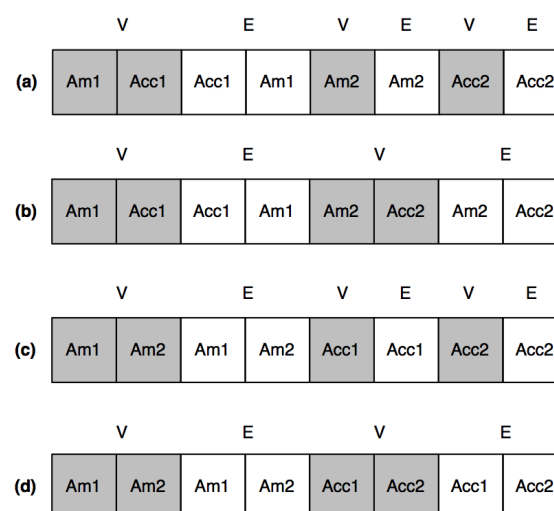 V E V E V E
(a) Am1 Acc1 Acc1 Am1 Am2 Am2 Acc2 Acc2
V E V E
(b) Am1 Acc1 Acc1 Am1 Am2 Acc2 Am2 Acc2
V E V E V E
(c) Am1 Am2 Am1 Am2 Acc1 Acc1 Acc2 Acc2
V E V E
(d) Am1 Am2 Am1 Am2 Acc1 Acc2 Acc1 Acc2